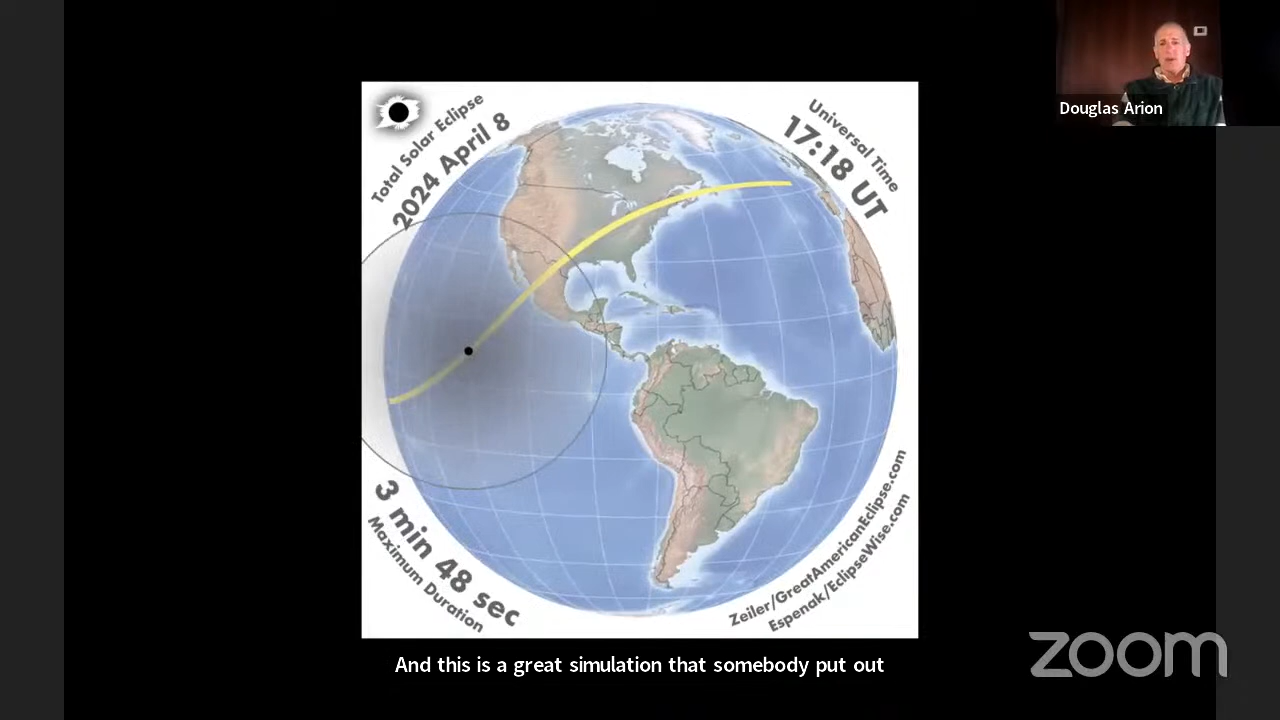 Total Solar Eclipse
2024 April 8
Universal Time
17:18 UT
Douglas Arion
3 min 48 sec
Maximum Duration
Zeiler/GreatAmericanEclipse.com
Espenak/EclipseWise.com
And this is a great simulation that somebody put out
zoom